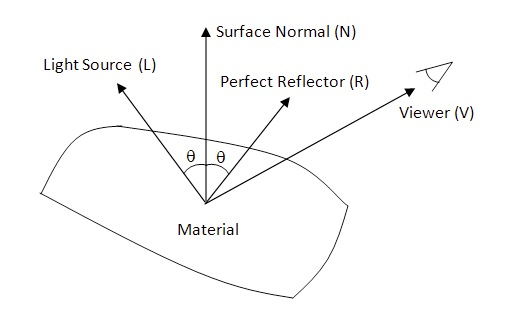 Surface Normal (N)
Light Source (L)
Perfect Reflector (R)
Viewer (V)
θ θ
Material